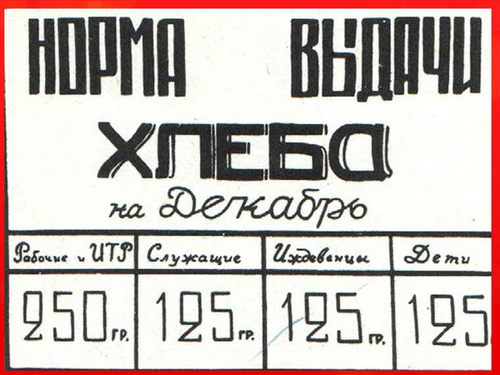 НОРМА ВЫДАЧИ
ХЛЕБА
на Декабрь
Рабочие и ИТР Служащие Иждевенцы Дети
250 гр. 125 гр. 125 гр. 125